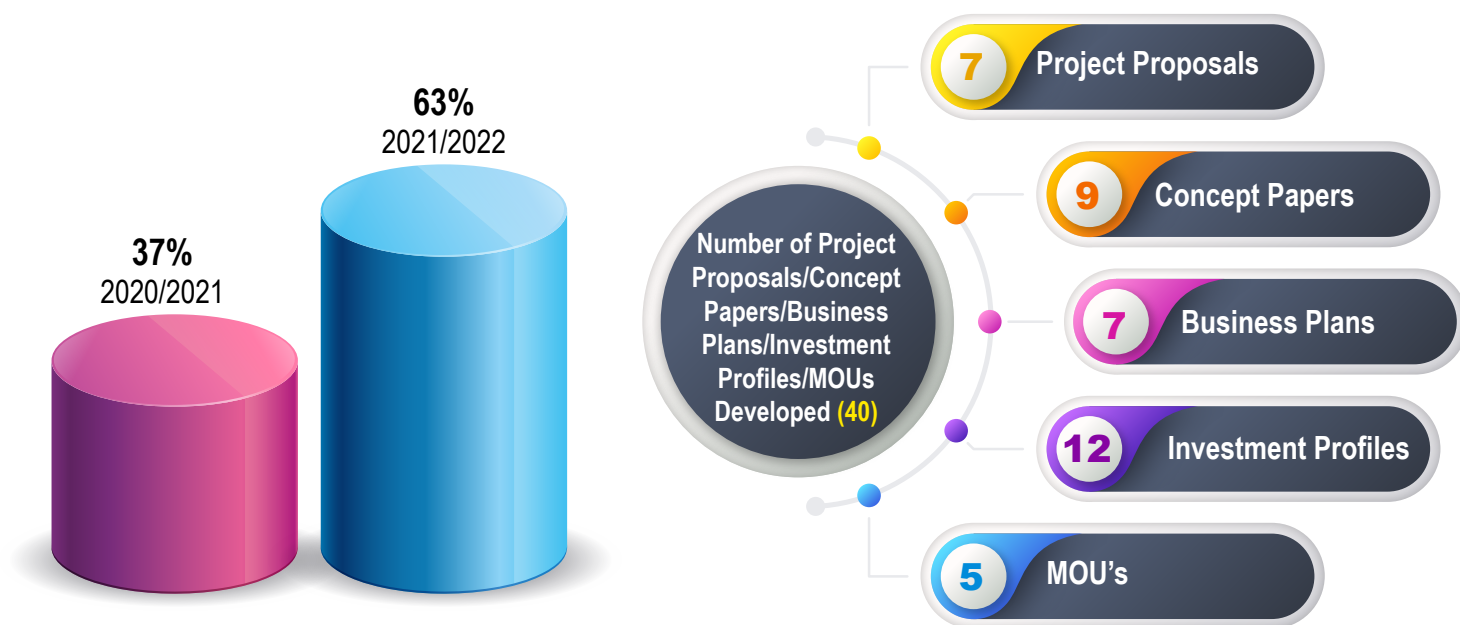 63%
2021/2022
37%
2020/2021
Number of Project
Proposals/Concept
Papers/Business
Plans/Investment
Profiles/MOUs
Developed (40)
7 Project Proposals
9 Concept Papers
7 Business Plans
12 Investment Profiles
5 MOU's